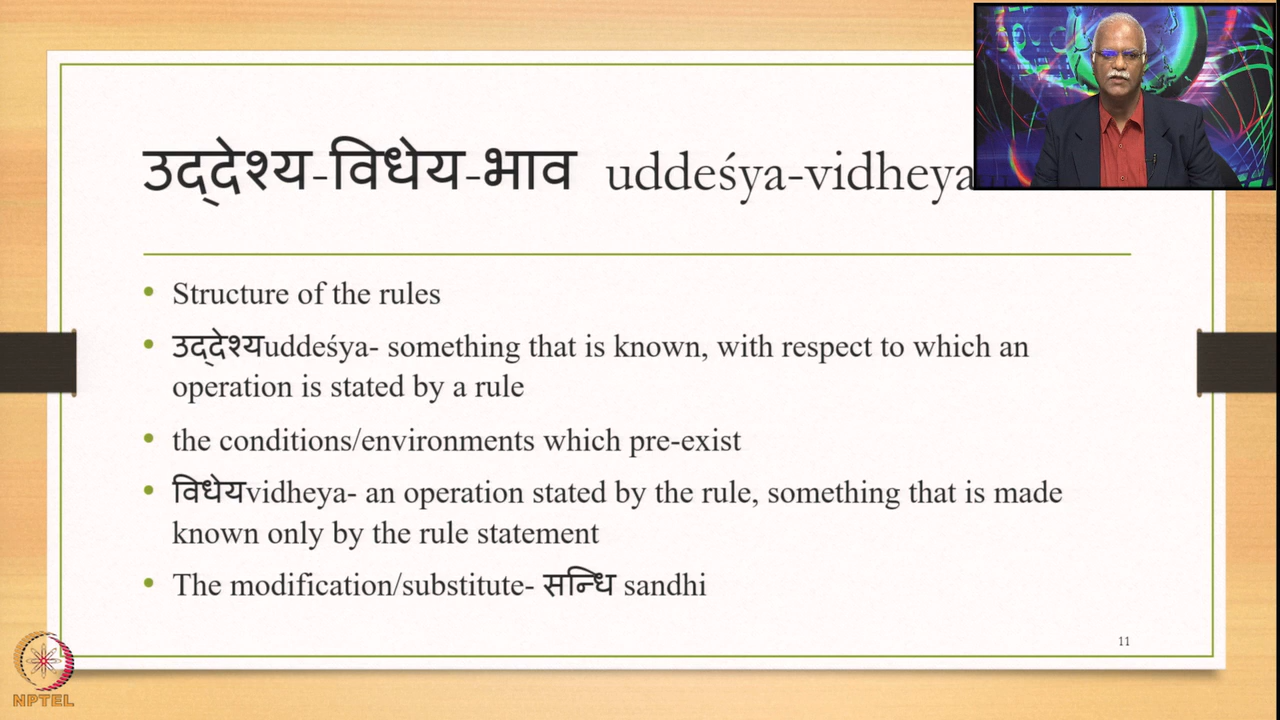 उद्देश्य-विधेय-भाव uddeśya-vidheya
• Structure of the rules
• उद्देश्यuddeśya- something that is known, with respect to which an
operation is stated by a rule
• the conditions/environments which pre-exist
• विधेयvidheya- an operation stated by the rule, something that is made
known only by the rule statement
• The modification/substitute- सन्धि sandhi
11
NPTEL